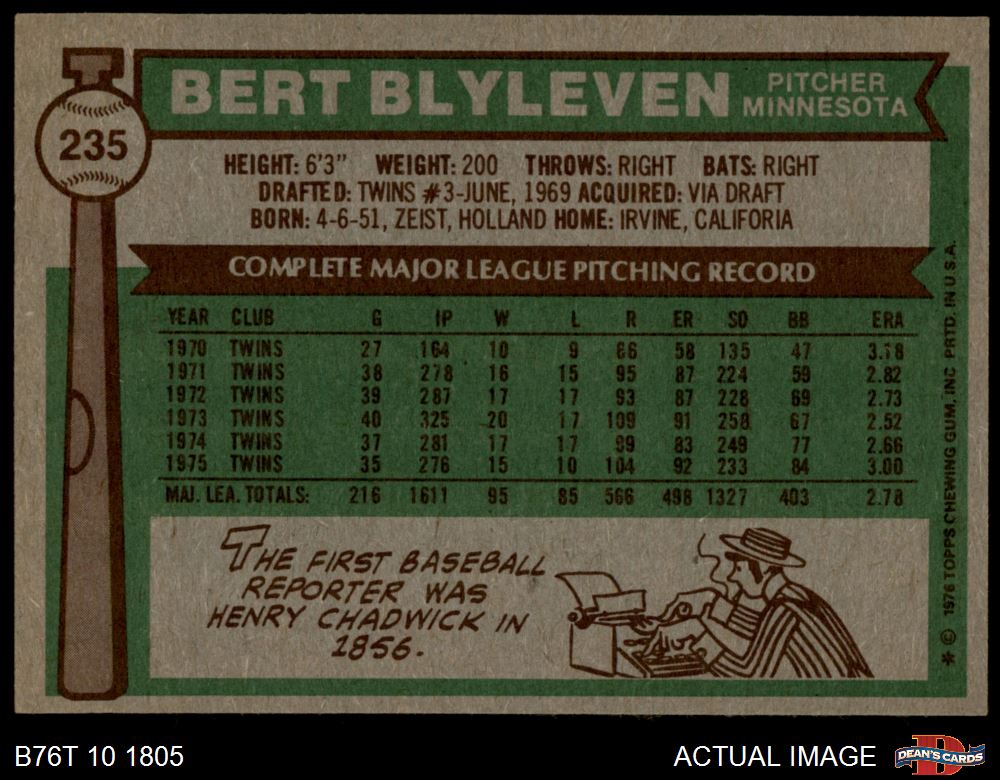 BERT BLYLEVEN PITCHER MINNESOTA
235
HEIGHT: 6'3" WEIGHT: 200 THROWS: RIGHT BATS: RIGHT
DRAFTED: TWINS #3-JUNE, 1969 ACQUIRED: VIA DRAFT
BORN: 4-6-51, ZEIST, HOLLAND HOME: IRVINE, CALIFORIA
COMPLETE MAJOR LEAGUE PITCHING RECORD
YEAR CLUB G IP W L R ER SO BB ERA
1970 TWINS 27 164 10 9 66 58 135 47 3.18
1971 TWINS 38 278 16 15 95 87 224 59 2.82
1972 TWINS 39 287 17 17 93 87 228 69 2.73
1973 TWINS 40 325 20 17 109 91 258 67 2.52
1974 TWINS 37 281 17 17 99 83 249 77 2.66
1975 TWINS 35 276 15 10 104 92 233 84 3.00
MAJ. LEA. TOTALS: 216 1611 95 85 566 498 1327 403 2.78
THE FIRST BASEBALL
REPORTER WAS
HENRY CHADWICK IN
1856.
* © 1976 TOPPS CHEWING GUM, INC PRTD. IN U.S.A.
B76T 10 1805
ACTUAL IMAGE
D
DEAN'S CARDS